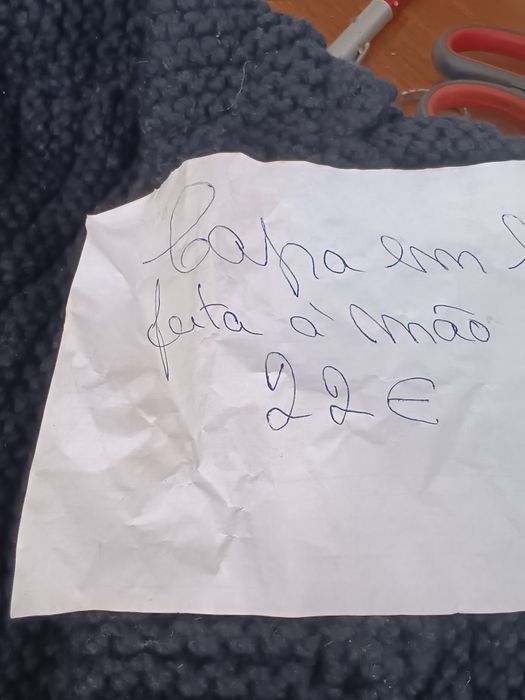 Capa em
feita à mão
22€